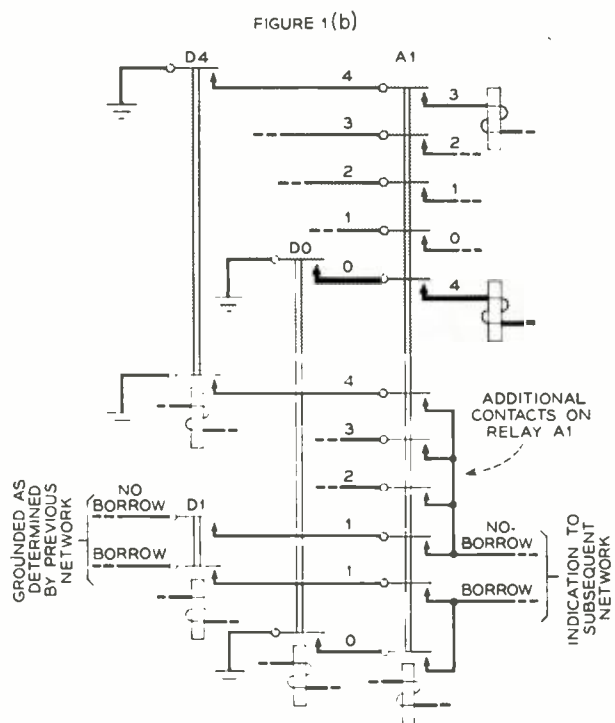 FIGURE 1(b)
D4
A1
4
3
3
2
2
1
1
0
D0
0
4
4
ADDITIONAL
CONTACTS ON
RELAY A1
3
2
GROUNDED AS
DETERMINED
BY PREVIOUS
NETWORK
NO
BORROW
D1
1
NO-
BORROW
BORROW
1
BORROW
INDICATION TO
SUBSEQUENT
NETWORK
0